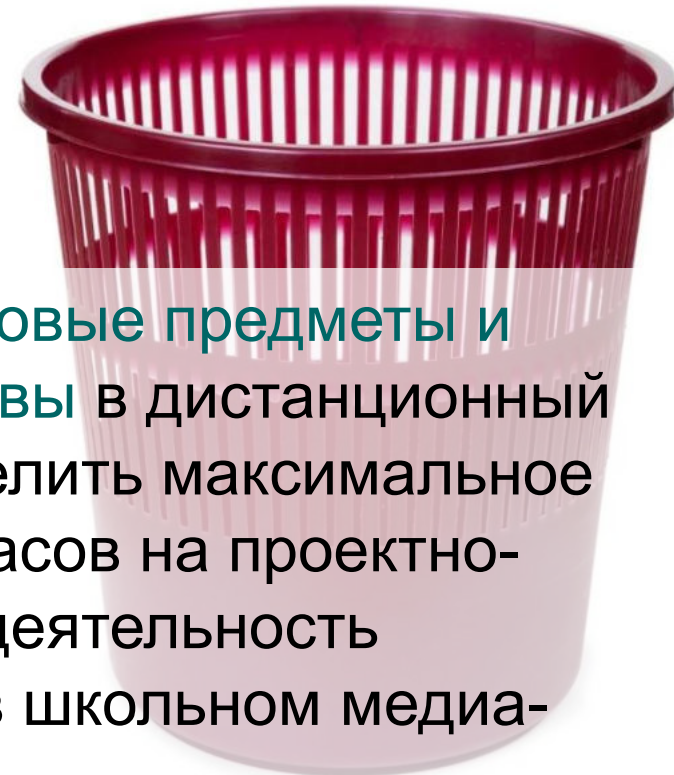 овые предметы и
вы в дистанционный
елить максимальное
асов на проектно-
деятельность
в школьном медиа-